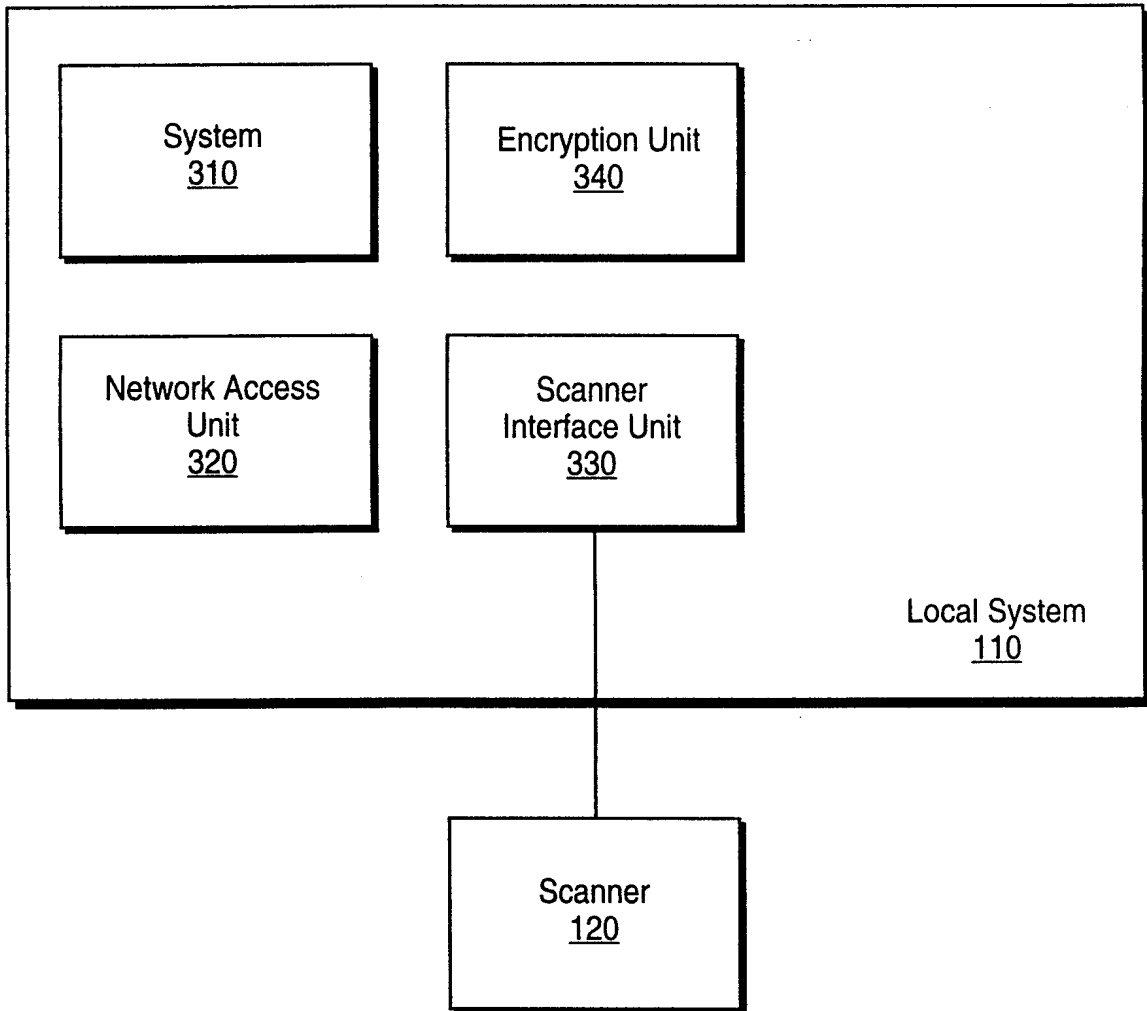 System
310
Encryption Unit
340
Network Access
Unit
320
Scanner
Interface Unit
330
Local System
110
Scanner
120